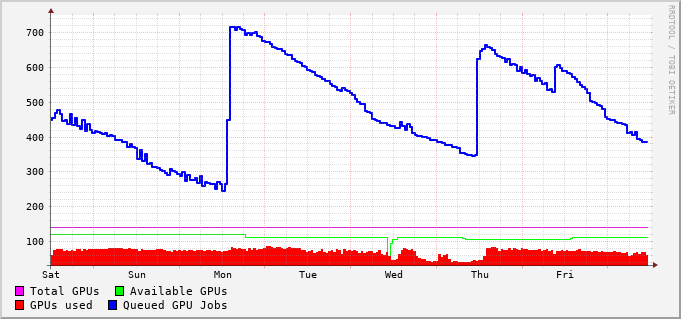 RRDTOOL / TOBI OETIKER
700
600
500
400
300
200
100
Sat Sun Mon Tue Wed Thu Fri
Total GPUs Available GPUs
GPUs used Queued GPU Jobs